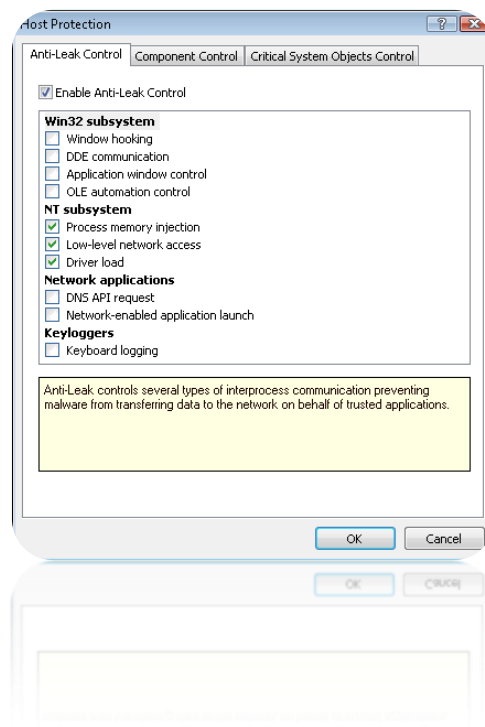 Host Protection
Anti-Leak Control Component Control Critical System Objects Control
Enable Anti-Leak Control
Win32 subsystem
Window hooking
DDE communication
Application window control
OLE automation control
NT subsystem
Process memory injection
Low-level network access
Driver load
Network applications
DNS API request
Network-enabled application launch
Keyloggers
Keyboard logging
Anti-Leak controls several types of interprocess communication preventing
malware from transferring data to the network on behalf of trusted applications.
OK Cancel
OK Cancel